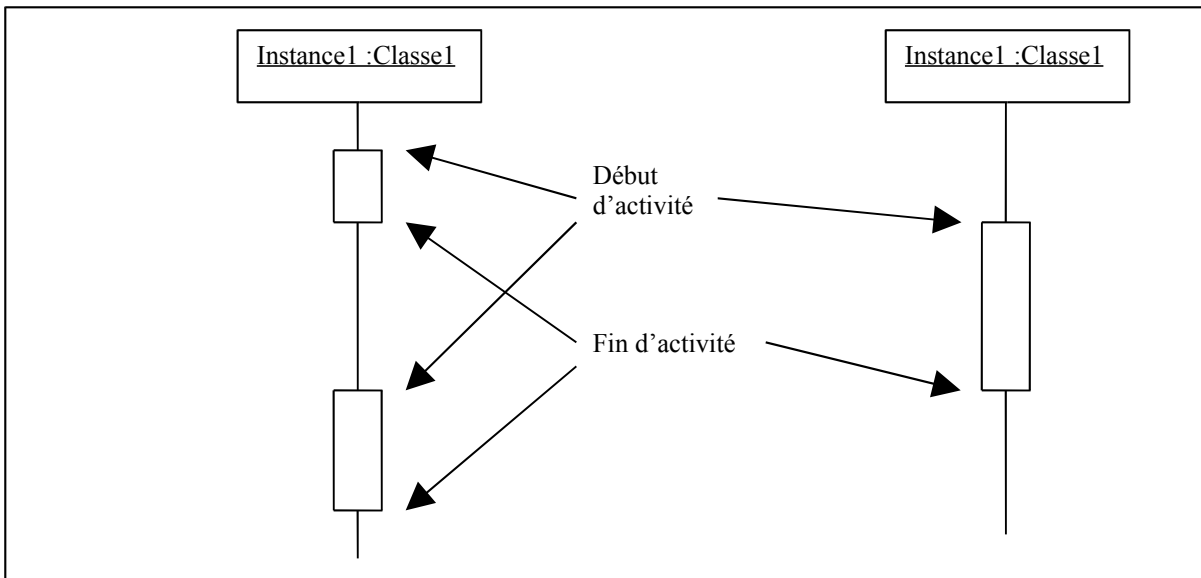 Instance1 :Classe1
Instance1 :Classe1
Début
d’activité
Fin d’activité